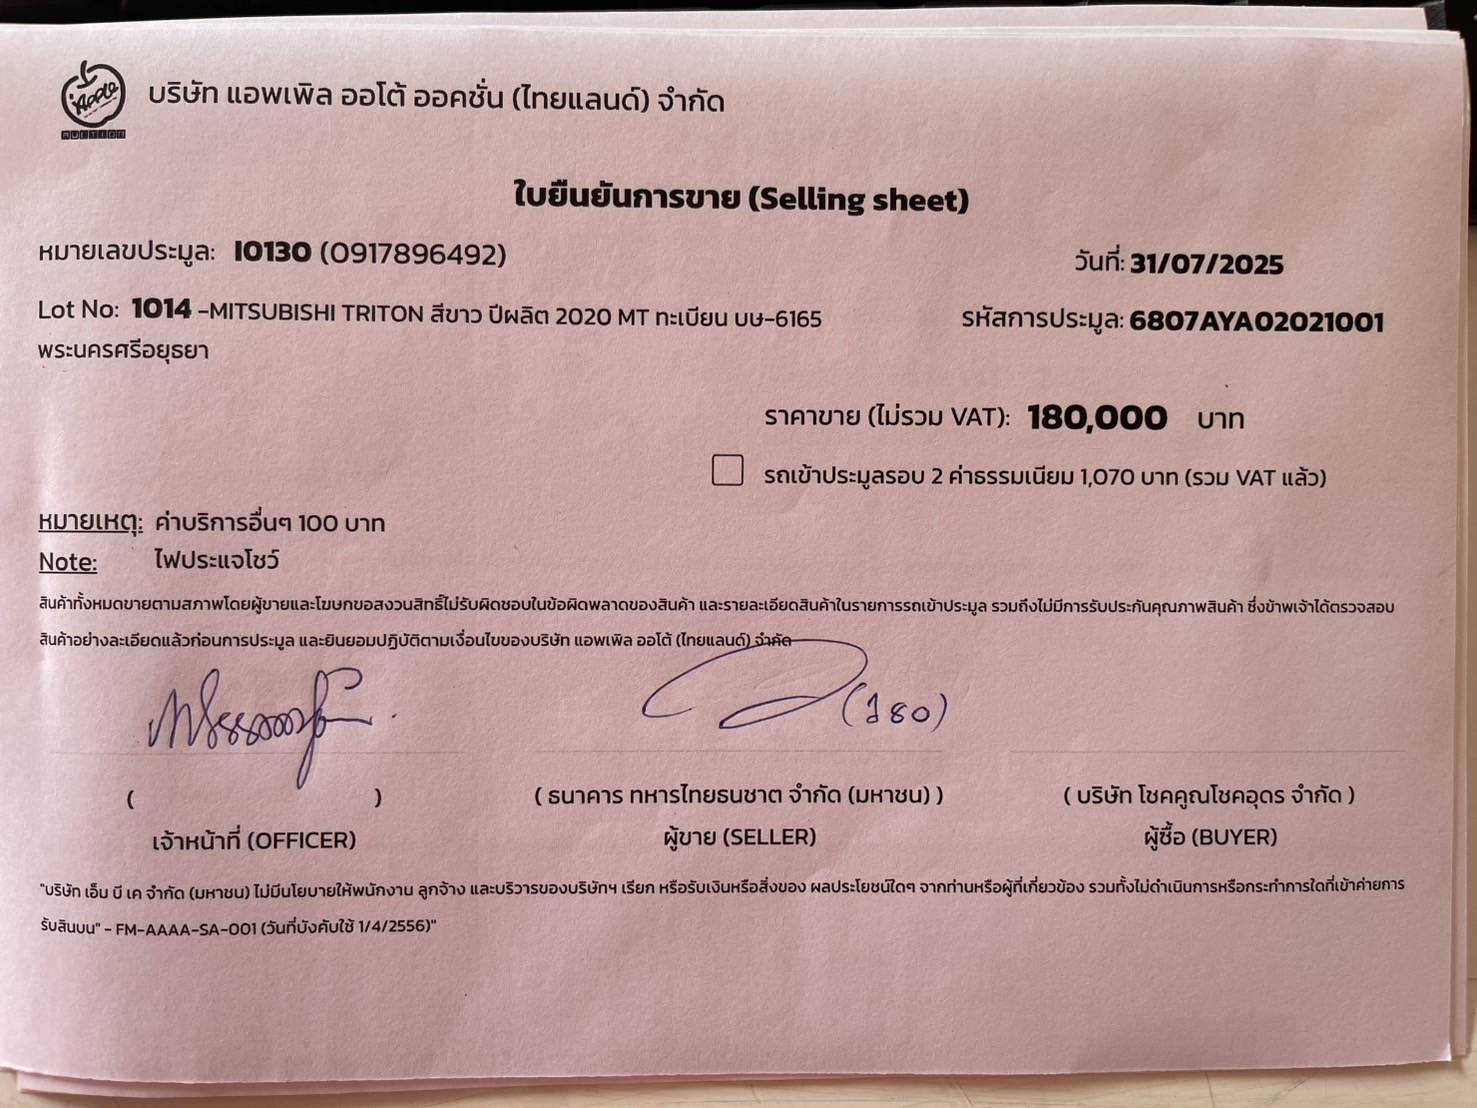 Apple
AUCTION
บริษัท แอพเพิล ออโต้ ออคชั่น (ไทยแลนด์) จำกัด
ใบยืนยันการขาย (Selling sheet)
หมายเลขประมูล: I0130 (0917896492)
วันที่: 31/07/2025
Lot No: 1014 -MITSUBISHI TRITON สีขาว ปีผลิต 2020 MT ทะเบียน บษ-6165
พระนครศรีอยุธยา
รหัสการประมูล: 6807AYA02021001
ราคาขาย (ไม่รวม VAT): 180,000 บาท
รถเข้าประมูลรอบ 2 ค่าธรรมเนียม 1,070 บาท (รวม VAT แล้ว)
หมายเหตุ: ค่าบริการอื่นๆ 100 บาท
Note: ไฟประแจโชว์
สินค้าทั้งหมดขายตามสภาพโดยผู้ขายและโฆษกขอสงวนสิทธิ์ไม่รับผิดชอบในข้อผิดพลาดของสินค้า และรายละเอียดสินค้าในรายการรถเข้าประมูล รวมถึงไม่มีการรับประกันคุณภาพสินค้า ซึ่งข้าพเจ้าได้ตรวจสอบ
สินค้าอย่างละเอียดแล้วก่อนการประมูล และยินยอมปฏิบัติตามเงื่อนไขของบริษัท แอพเพิล ออโต้ (ไทยแลนด์) จำกัด
(180)
( )
( ธนาคาร ทหารไทยธนชาต จำกัด (มหาชน) )
( บริษัท โชคคูณโชคอุดร จำกัด )
เจ้าหน้าที่ (OFFICER)
ผู้ขาย (SELLER)
ผู้ซื้อ (BUYER)
"บริษัท เอ็ม บี เค จำกัด (มหาชน) ไม่มีนโยบายให้พนักงาน ลูกจ้าง และบริวารของบริษัทฯ เรียก หรือรับเงินหรือสิ่งของ ผลประโยชน์ใดๆ จากท่านหรือผู้ที่เกี่ยวข้อง รวมทั้งไม่ดำเนินการหรือกระทำการใดที่เข้าค่ายการ
รับสินบน" - FM-AAAA-SA-001 (วันที่บังคับใช้ 1/4/2556)"